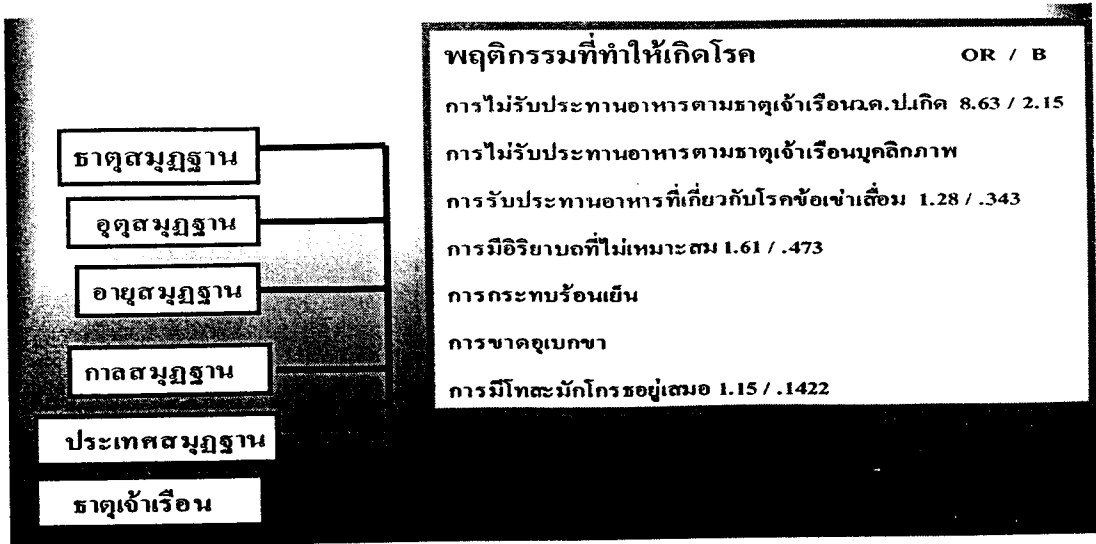 พฤติกรรมที่ทำให้เกิดโรค OR / B
การไม่รับประทานอาหารตามธาตุเจ้าเรือนว.ด.ป.เกิด 8.63 / 2.15
การไม่รับประทานอาหารตามธาตุเจ้าเรือนบุคลิกภาพ
การรับประทานอาหารที่เกี่ยวกับโรคข้อเข่าเสื่อม 1.28 / .343
การมีอิริยาบถที่ไม่เหมาะสม 1.61 / .473
การกระทบร้อนเย็น
การขาดอุเบกขา
การมีโทสะมักโกรธอยู่เสมอ 1.15 / .1422
ธาตุสมุฏฐาน
อุตุสมุฏฐาน
อายุสมุฏฐาน
กาลสมุฏฐาน
ประเทศสมุฏฐาน
ธาตุเจ้าเรือน